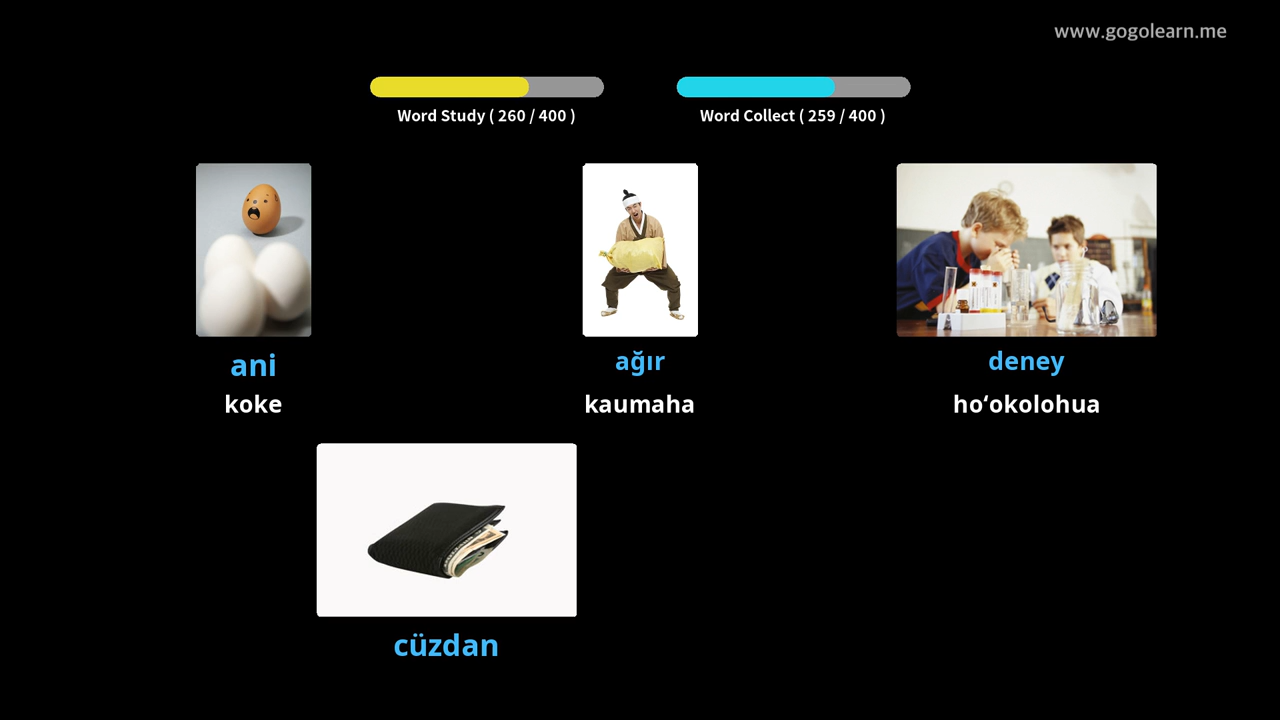 www.gogolearn.me
Word Study ( 260 / 400 )
Word Collect ( 259 / 400 )
ani
ağır
deney
koke
kaumaha
hoʻokolohua
cüzdan